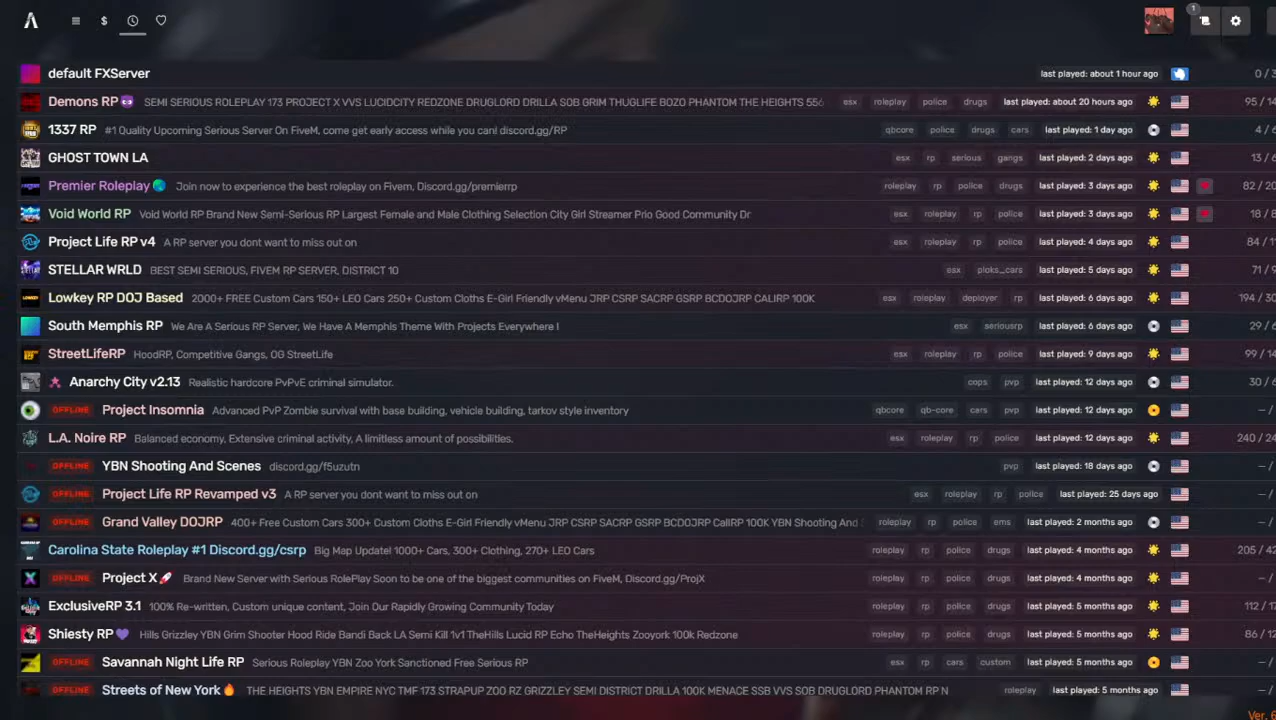 $
1
default FXServer last played: about 1 hour ago 0 / 3
Demons RP SEMI SERIOUS ROLEPLAY 173 PROJECT X VVS LUCIDCITY REDZONE DRUGLORD DRILLA SOB GRIM THUGLIFE BOZO PHANTOM THE HEIGHTS 556 esx roleplay police drugs last played: about 20 hours ago 95 / 14
1337 RP #1 Quality Upcoming Serious Server On FiveM, come get early access while you can! discord.gg/RP qbcore police drugs cars last played: 1 day ago 4 / 6
GHOST TOWN LA esx rp serious gangs last played: 2 days ago 13 / 6
Premier Roleplay Join now to experience the best roleplay on Fivem, Discord.gg/premierrp roleplay rp police drugs last played: 3 days ago 82 / 20
Void World RP Void World RP Brand New Semi-Serious RP Largest Female and Male Clothing Selection City Girl Streamer Prio Good Community Dr esx roleplay rp police last played: 3 days ago 18 / 8
Project Life RP v4 A RP server you dont want to miss out on esx roleplay rp police last played: 4 days ago 84 / 1
STELLAR WRLD BEST SEMI SERIOUS, FIVEM RP SERVER, DISTRICT 10 esx ploks_cars last played: 5 days ago 71 / 9
Lowkey RP DOJ Based 2000+ FREE Custom Cars 150+ LEO Cars 250+ Custom Cloths E-Girl Friendly vMenu JRP CSRP SACRP GSRP BCDOJRP CALIRP 100K esx roleplay deployer rp last played: 6 days ago 194 / 30
South Memphis RP We Are A Serious RP Server, We Have A Memphis Theme With Projects Everywhere ! esx seriousrp last played: 6 days ago 29 / 6
StreetLifeRP HoodRP, Competitive Gangs, OG StreetLife esx roleplay rp police last played: 9 days ago 99 / 14
Anarchy City v2.13 Realistic hardcore PvPvE criminal simulator. cops pvp last played: 12 days ago 30 / 6
OFFLINE Project Insomnia Advanced PvP Zombie survival with base building, vehicle building, tarkov style inventory qbcore qb-core cars pvp last played: 12 days ago –/
L.A. Noire RP Balanced economy, Extensive criminal activity, A limitless amount of possibilities. esx roleplay rp police last played: 12 days ago 240 / 24
OFFLINE YBN Shooting And Scenes discord.gg/f5uzutn pvp last played: 18 days ago –/
OFFLINE Project Life RP Revamped v3 A RP server you dont want to miss out on esx roleplay rp police last played: 25 days ago –/
OFFLINE Grand Valley DOJRP 400+ Free Custom Cars 300+ Custom Cloths E-Girl Friendly vMenu JRP CSRP SACRP GSRP BCDOJRP CaliRP 100K YBN Shooting And roleplay rp police ems last played: 2 months ago –/
Carolina State Roleplay #1 Discord.gg/csrp Big Map Update! 1000+ Cars, 300+ Clothing, 270+ LEO Cars roleplay rp police drugs last played: 4 months ago 205 / 42
OFFLINE Project X Brand New Server with Serious RolePlay Soon to be one of the biggest communities on FiveM, Discord.gg/ProjX roleplay rp police drugs last played: 4 months ago –/
ExclusiveRP 3.1 100% Re-written, Custom unique content, Join Our Rapidly Growing Community Today roleplay rp police drugs last played: 5 months ago 112 / 1
Shiesty RP Hills Grizzley YBN Grim Shooter Hood Ride Bandi Back LA Semi Kill 1v1 TheHills Lucid RP Echo TheHeights Zooyork 100k Redzone roleplay rp police drugs last played: 5 months ago 86 / 12
OFFLINE Savannah Night Life RP Serious Roleplay YBN Zoo York Sanctioned Free Serious RP esx rp cars custom last played: 5 months ago –/
OFFLINE Streets of New York THE HEIGHTS YBN EMPIRE NYC TMF 173 STRAIN 1200 KZ GRIZZLEY SEMI DISTRICT DRILLA 100K MENACE SSB VVS SOB DRUGLORD PHANTOM RP N roleplay last played: 5 months ago –/
Ver.